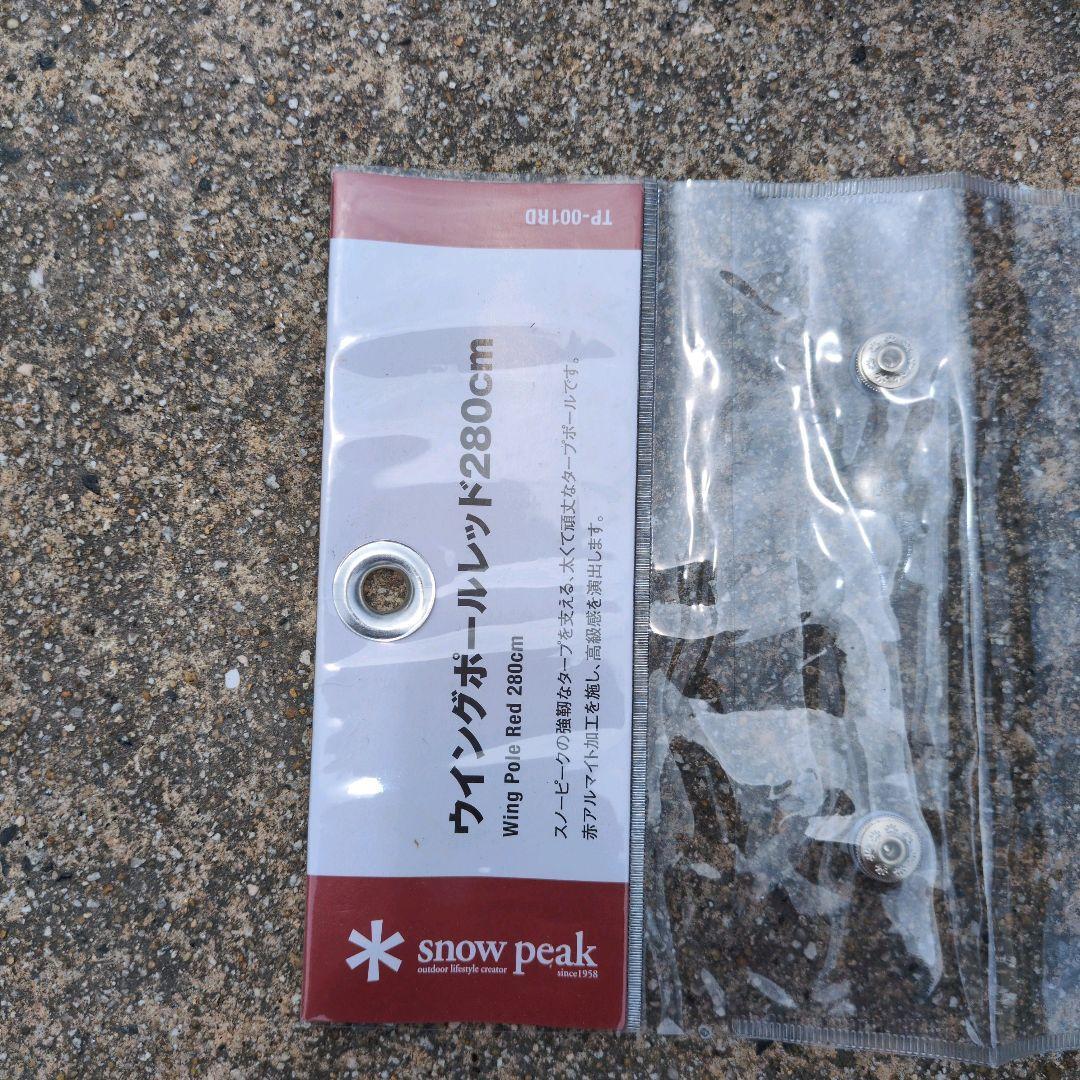 TP-001RD
ウイングポールレッド280cm
Wing Pole Red 280cm
スノーピークの強靭なタープを支える、太くて頑丈なタープポールです。
赤アルマイト加工を施し、高級感を演出します。
snow peak
outdoor lifestyle creator
since1958